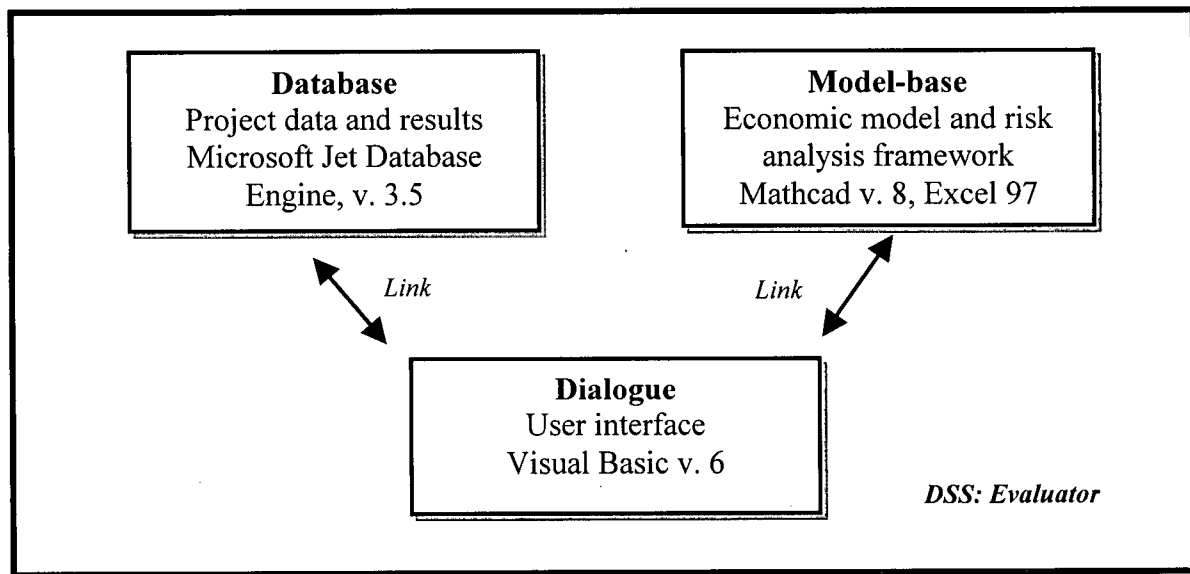 Database
Project data and results
Microsoft Jet Database
Engine, v. 3.5
Model-base
Economic model and risk
analysis framework
Mathcad v. 8, Excel 97
Link
Link
Dialogue
User interface
Visual Basic v. 6
DSS: Evaluator